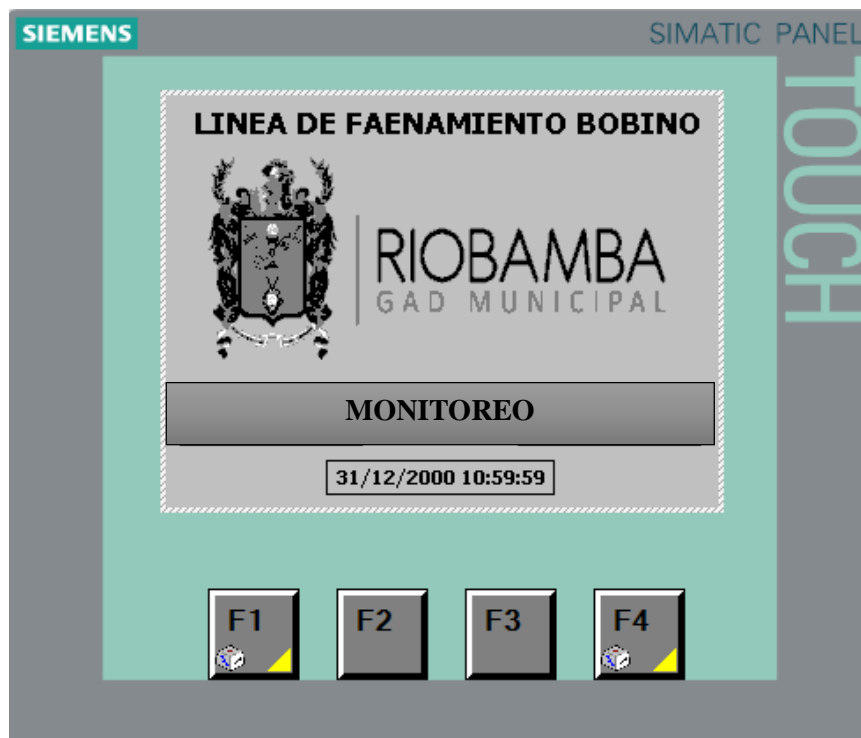 SIEMENS
SIMATIC PANEL
TOUCH
LINEA DE FAENAMIENTO BOBINO
RIOBAMBA
GAD MUNICIPAL
MONITOREO
31/12/2000 10:59:59
F1
F2
F3
F4